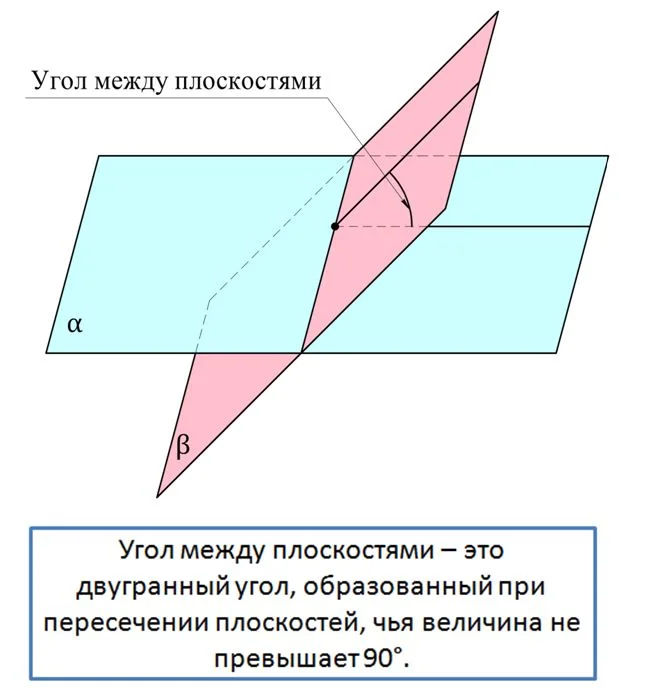 Угол между плоскостями
α
β
Угол между плоскостями – это
двугранный угол, образованный при
пересечении плоскостей, чья величина не
превышает 90°.